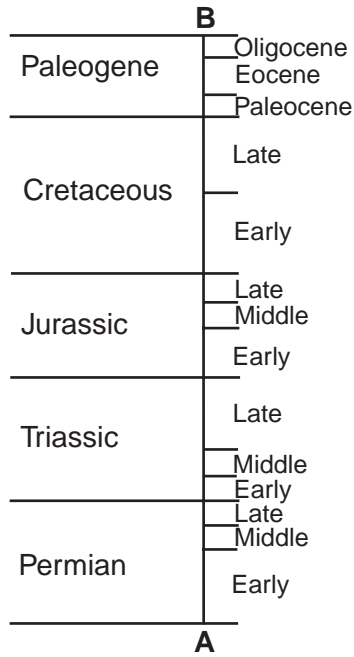 B
Oligocene
Paleogene
Eocene
Paleocene
Late
Cretaceous
Early
Late
Middle
Jurassic
Early
Late
Triassic
Middle
Early
Late
Middle
Permian
Early
A